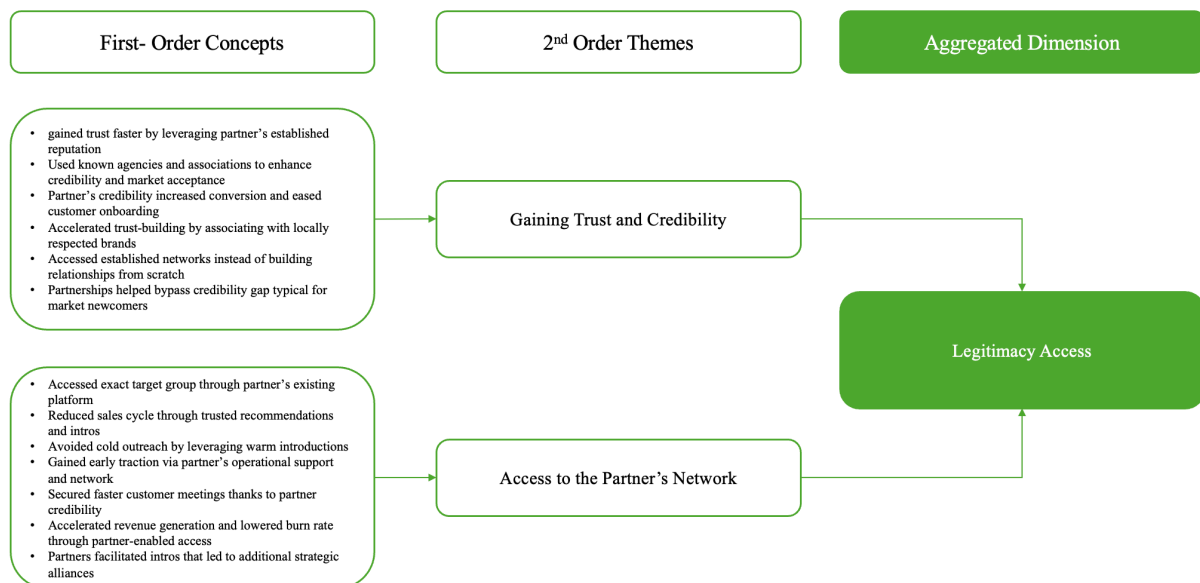 First- Order Concepts
2nd Order Themes
Aggregated Dimension
• gained trust faster by leveraging partner's established
reputation
• Used known agencies and associations to enhance
credibility and market acceptance
• Partner's credibility increased conversion and eased
customer onboarding
• Accelerated trust-building by associating with locally
respected brands
• Accessed established networks instead of building
relationships from scratch
• Partnerships helped bypass credibility gap typical for
market newcomers
Gaining Trust and Credibility
Legitimacy Access
• Accessed exact target group through partner's existing
platform
• Reduced sales cycle through trusted recommendations
and intros
• Avoided cold outreach by leveraging warm introductions
• Gained early traction via partner's operational support
and network
• Secured faster customer meetings thanks to partner
credibility
• Accelerated revenue generation and lowered burn rate
through partner-enabled access
• Partners facilitated intros that led to additional strategic
alliances
Access to the Partner's Network